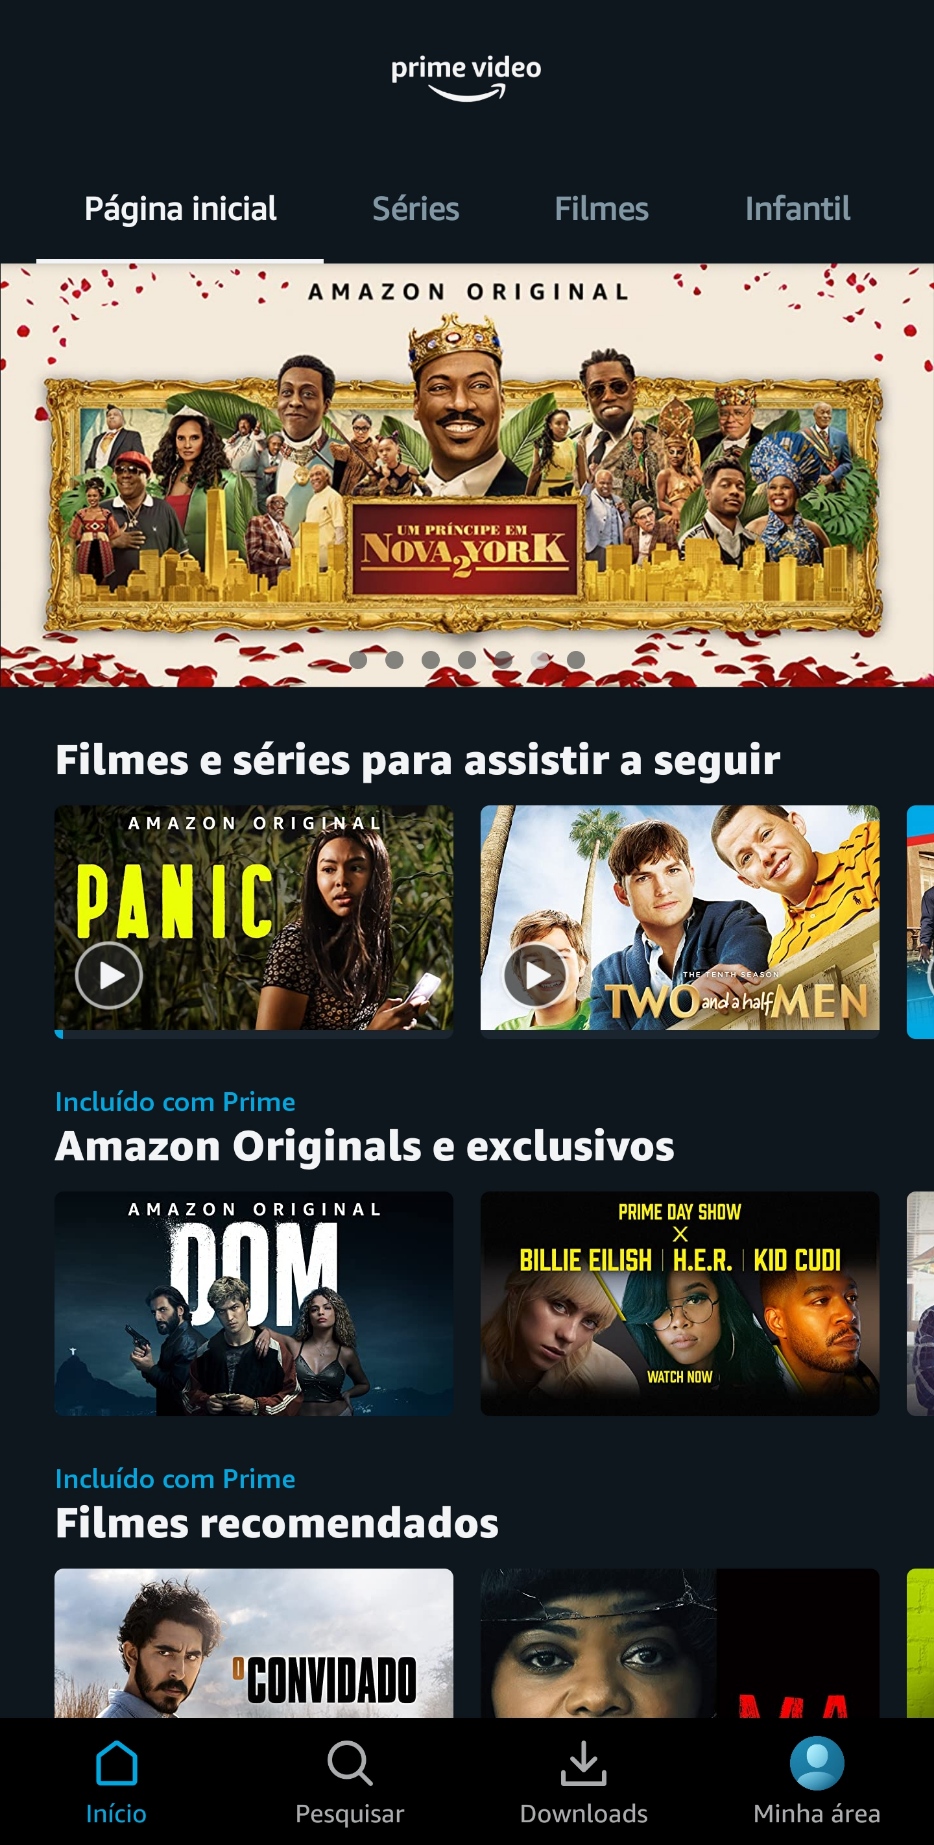 prime video
Página inicial
Séries
Filmes
Infantil
AMAZON ORIGINAL
UM PRÍNCIPE EM
NOVA YORK
2
Filmes e séries para assistir a seguir
AMAZON ORIGINAL
PANIC
THE TENTH SEASON
TWO and a half MEN
Incluído com Prime
Amazon Originals e exclusivos
AMAZON ORIGINAL
DOM
PRIME DAY SHOW
X
BILLIE EILISH | H.E.R. | KID CUDI
WATCH NOW
Incluído com Prime
Filmes recomendados
O CONVIDADO
MA
Início
Pesquisar
Downloads
Minha área